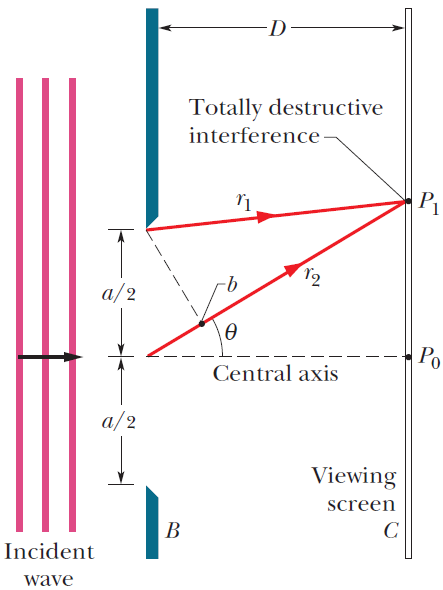 D
Totally destructive
interference
r1
P1
a/2
b
r2
θ
P0
Central axis
a/2
Viewing
screen
B
C
Incident
wave